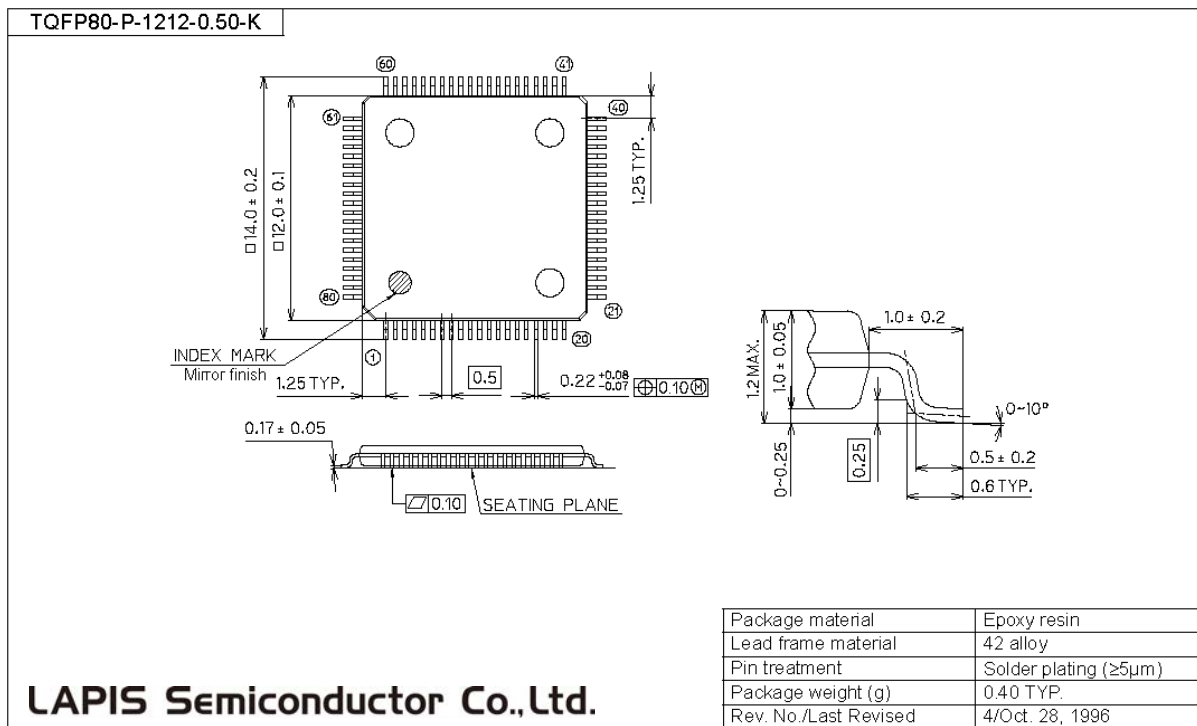 TQFP80-P-1212-0.50-K
60
41
61
40
□14.0 ± 0.2
□12.0 ± 0.1
1.25 TYP.
80
21
1
20
INDEX MARK
Mirror finish
1.25 TYP.
0.5
0.22 +0.08 -0.07
⌖ 0.10 Ⓜ
0.17 ± 0.05
⏥ 0.10
SEATING PLANE
1.2 MAX.
1.0 ± 0.05
1.0 ± 0.2
0~10°
0~0.25
0.25
0.5 ± 0.2
0.6 TYP.
Package material Epoxy resin
Lead frame material 42 alloy
Pin treatment Solder plating (≥5µm)
Package weight (g) 0.40 TYP.
Rev. No./Last Revised 4/Oct. 28, 1996
LAPIS Semiconductor Co., Ltd.